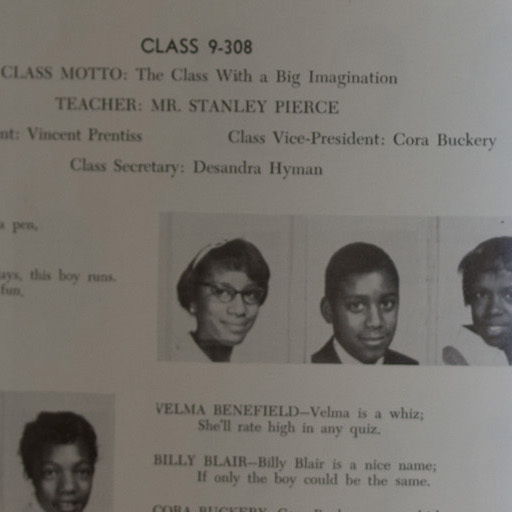 CLASS 9-308
CLASS MOTTO: The Class With a Big Imagination
TEACHER: MR. STANLEY PIERCE
nt: Vincent Prentiss Class Vice-President: Cora Buckery
Class Secretary: Desandra Hyman
a pen,
ays, this boy runs.
fun,
VELMA BENEFIELD—Velma is a whiz;
She'll rate high in any quiz.
BILLY BLAIR—Billy Blair is a nice name;
If only the boy could be the same.
CORA BUCKERY